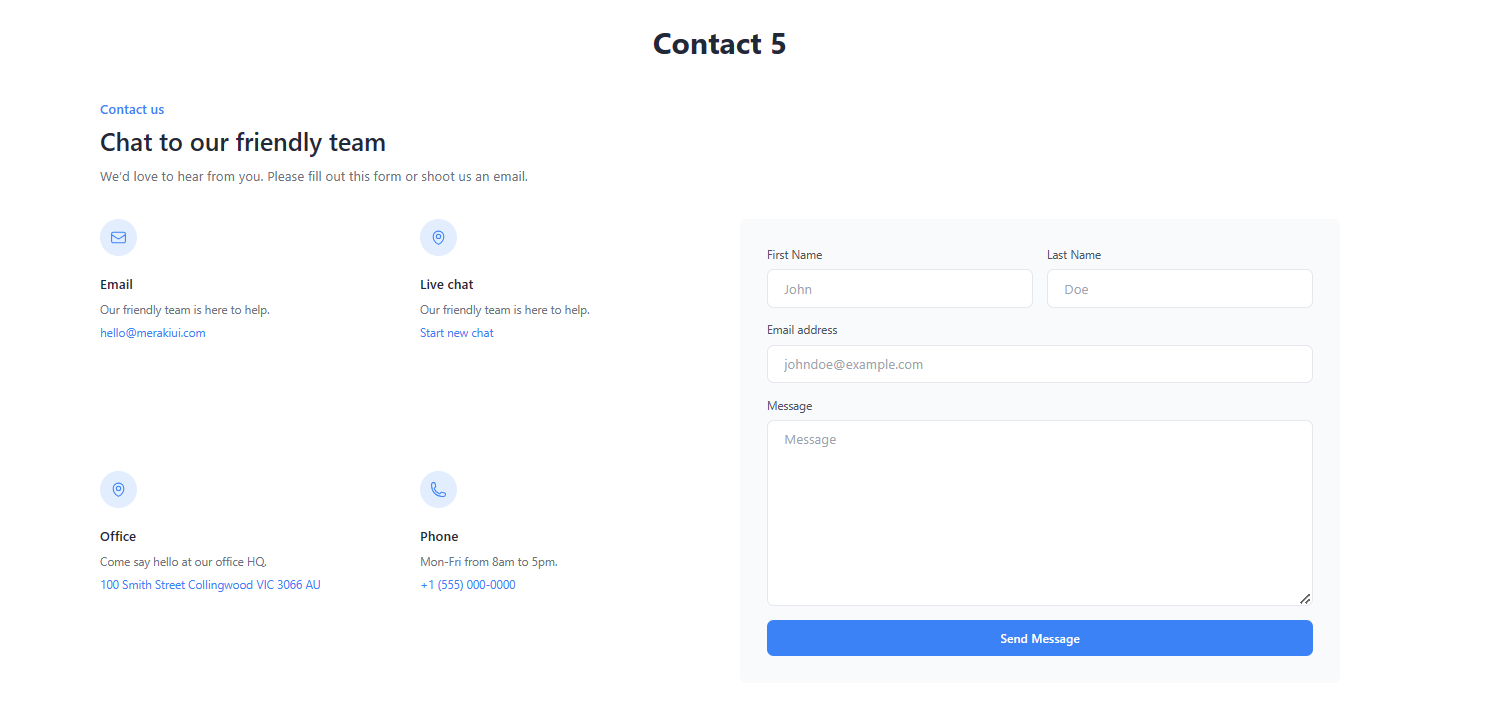 Contact 5
Contact us
Chat to our friendly team
We'd love to hear from you. Please fill out this form or shoot us an email.
Email
Our friendly team is here to help.
hello@merakiui.com
Live chat
Our friendly team is here to help.
Start new chat
Office
Come say hello at our office HQ.
100 Smith Street Collingwood VIC 3066 AU
Phone
Mon-Fri from 8am to 5pm.
+1 (555) 000-0000
First Name
John
Last Name
Doe
Email address
johndoe@example.com
Message
Message
Send Message